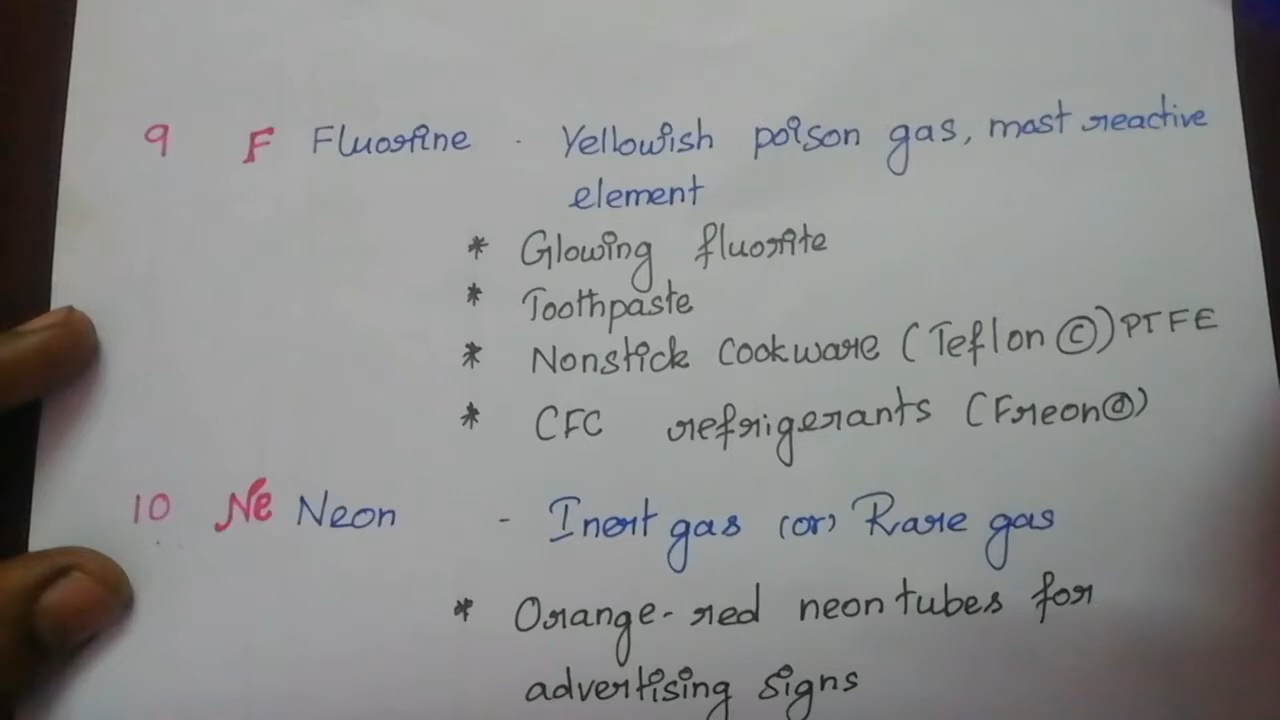 9 F Fluorine - Yellowish poison gas, most reactive
element
* Glowing fluorite
* Toothpaste
* Nonstick cookware (Teflon ©) PTFE
* CFC refrigerants (Freon@)
10 Ne Neon - Inert gas (or) Rare gas
* Orange-red neon tubes for
advertising signs